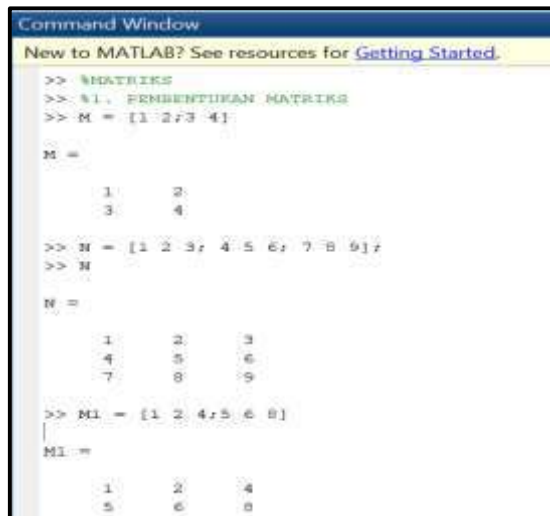 Command Window
New to MATLAB? See resources for Getting Started.
>> %MATRIKS
>> %1. PEMBENTUKAN MATRIKS
>> M = [1 2;3 4]
M =
1 2
3 4
>> N = [1 2 3; 4 5 6; 7 8 9];
>> N
N =
1 2 3
4 5 6
7 8 9
>> M1 = [1 2 4;5 6 8]
M1 =
1 2 4
5 6 8